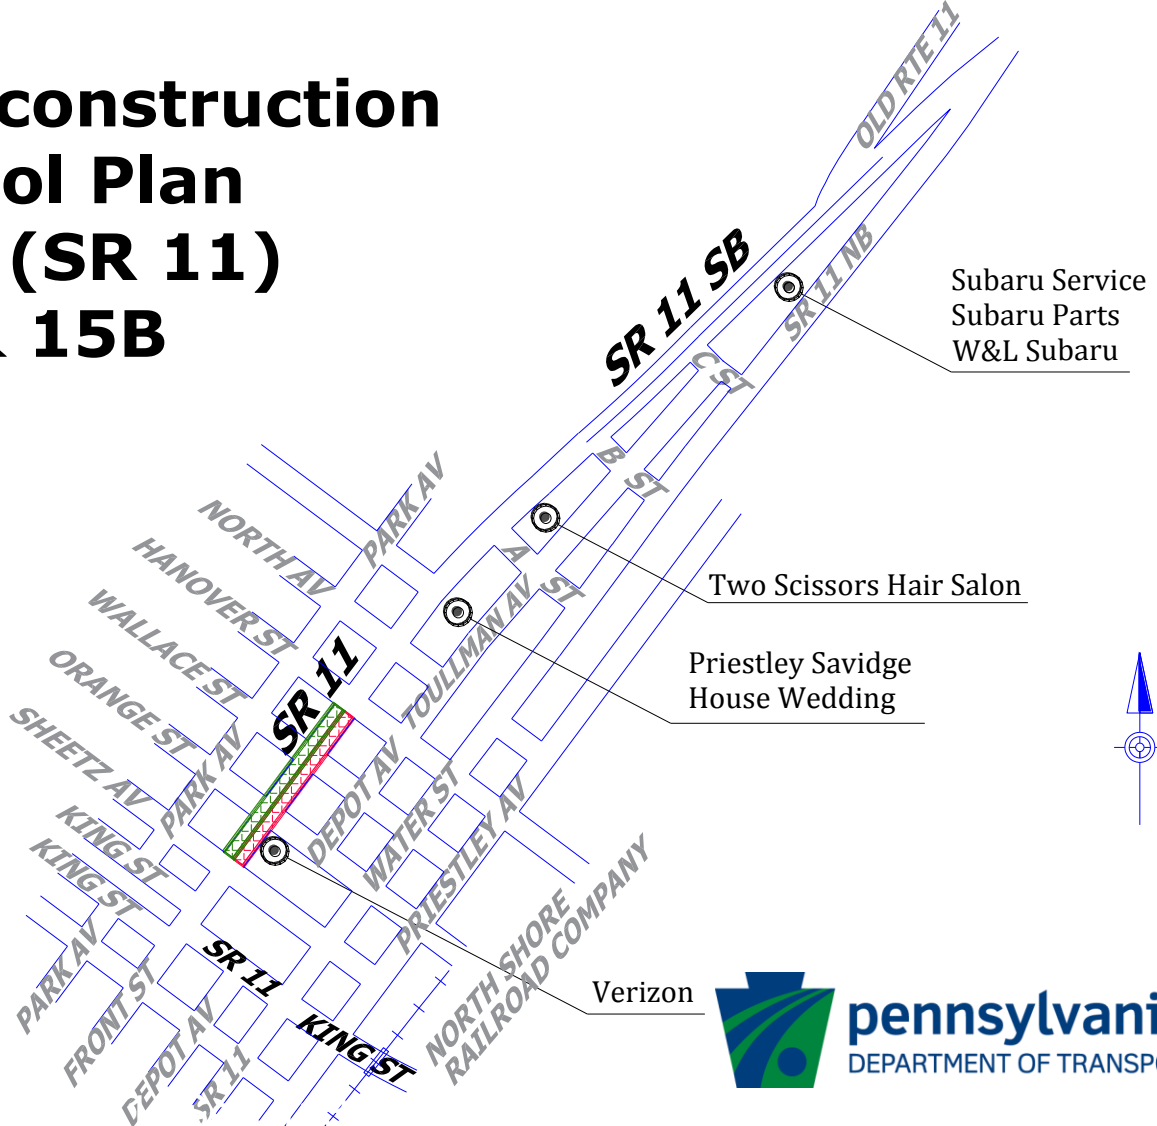 construction
ol Plan
(SR 11)
15B
OLD RTE 11
SR 11 SB
SR 11 NB
Subaru Service
Subaru Parts
W&L Subaru
C ST
B ST
PARK AV
NORTH AV
HANOVER ST
WALLACE ST
ORANGE ST
SHEETZ AV
KING ST
KING ST
PARK AV
SR 11
A ST
TOULLMAN AV
Two Scissors Hair Salon
Priestley Savidge
House Wedding
DEPOT AV
WATER ST
PRIESTLEY AV
NORTH SHORE
RAILROAD COMPANY
PARK AV
FRONT ST
DEPOT AV
SR 11
SR 11
KING ST
Verizon
pennsylvani
DEPARTMENT OF TRANSPO